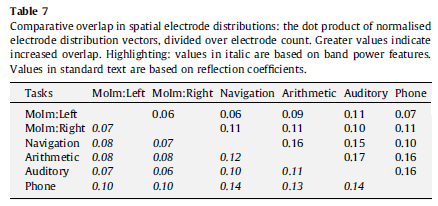 Table 7
Comparative overlap in spatial electrode distributions: the dot product of normalised
electrode distribution vectors, divided over electrode count. Greater values indicate
increased overlap. Highlighting: values in italic are based on band power features.
Values in standard text are based on reflection coefficients.
Tasks MoIm:Left MoIm:Right Navigation Arithmetic Auditory Phone
MoIm:Left 0.06 0.06 0.09 0.11 0.07
MoIm:Right 0.07 0.11 0.11 0.10 0.11
Navigation 0.08 0.07 0.16 0.15 0.10
Arithmetic 0.08 0.08 0.12 0.17 0.16
Auditory 0.07 0.06 0.10 0.11 0.16
Phone 0.10 0.10 0.14 0.13 0.14